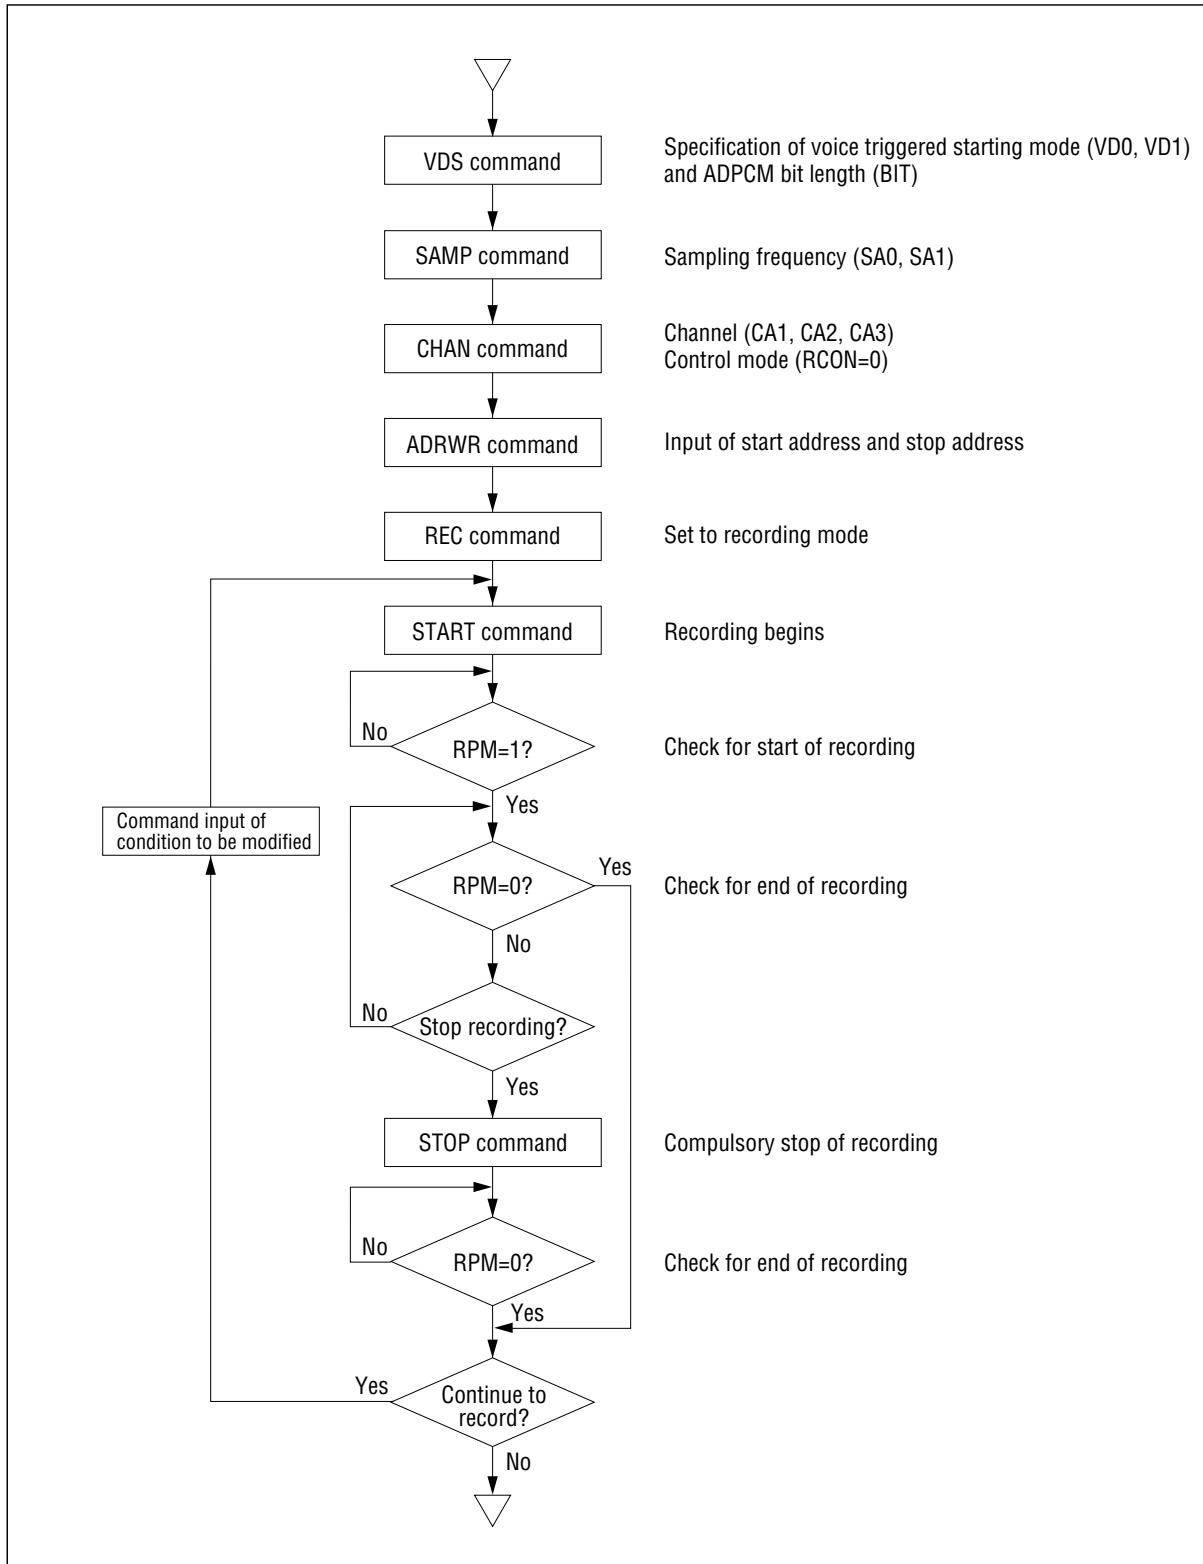 VDS command
Specification of voice triggered starting mode (VD0, VD1)
and ADPCM bit length (BIT)
SAMP command
Sampling frequency (SA0, SA1)
CHAN command
Channel (CA1, CA2, CA3)
Control mode (RCON=0)
ADRWR command
Input of start address and stop address
REC command
Set to recording mode
START command
Recording begins
No
RPM=1?
Check for start of recording
Yes
Command input of
condition to be modified
RPM=0?
Yes
Check for end of recording
No
No
Stop recording?
Yes
STOP command
Compulsory stop of recording
No
RPM=0?
Check for end of recording
Yes
Yes
Continue to
record?
No